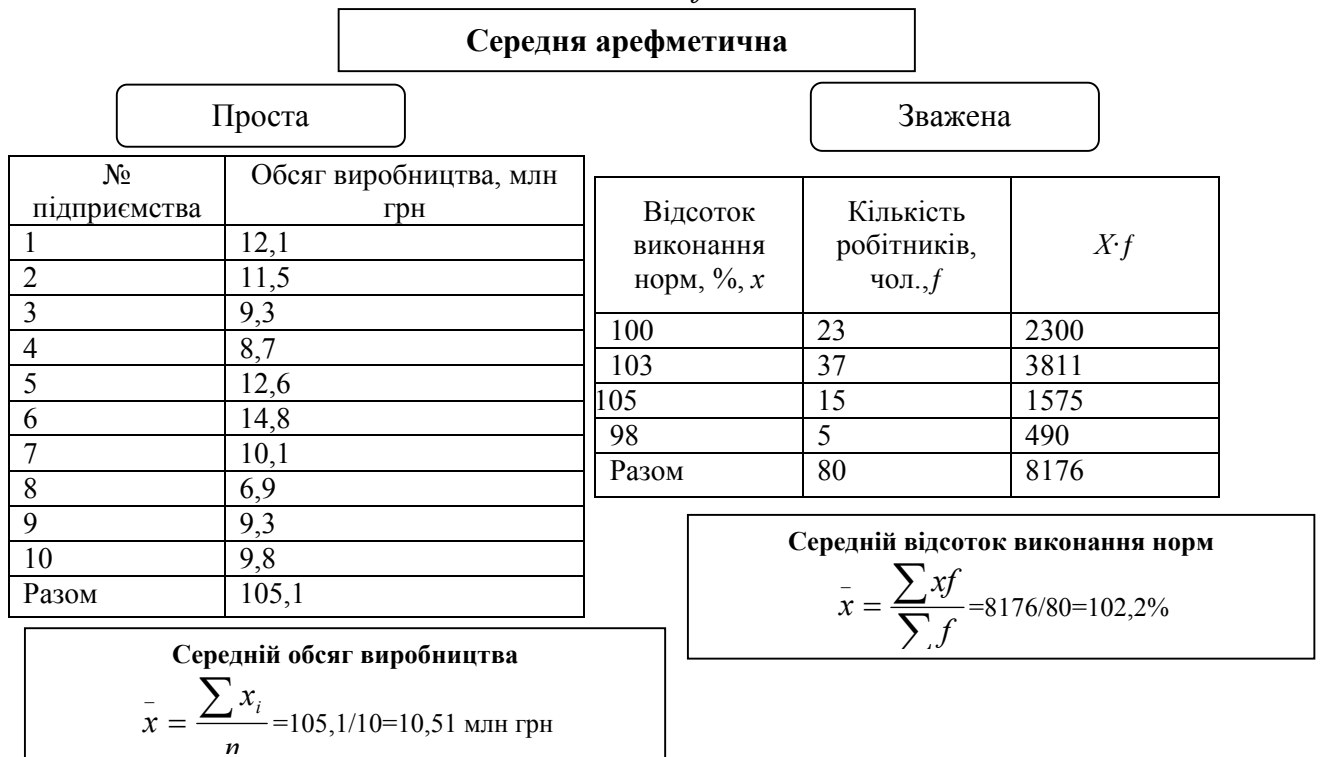 Середня арефметична
Проста
Зважена
№ підприємства | Обсяг виробництва, млн грн
1 | 12,1
2 | 11,5
3 | 9,3
4 | 8,7
5 | 12,6
6 | 14,8
7 | 10,1
8 | 6,9
9 | 9,3
10 | 9,8
Разом | 105,1
Середній обсяг виробництва
x̄ = ∑x_i / n =105,1/10=10,51 млн грн
Відсоток виконання норм, %, x | Кількість робітників, чол.,f | X·f
100 | 23 | 2300
103 | 37 | 3811
105 | 15 | 1575
98 | 5 | 490
Разом | 80 | 8176
Середній відсоток виконання норм
x̄ = ∑xf / ∑f =8176/80=102,2%